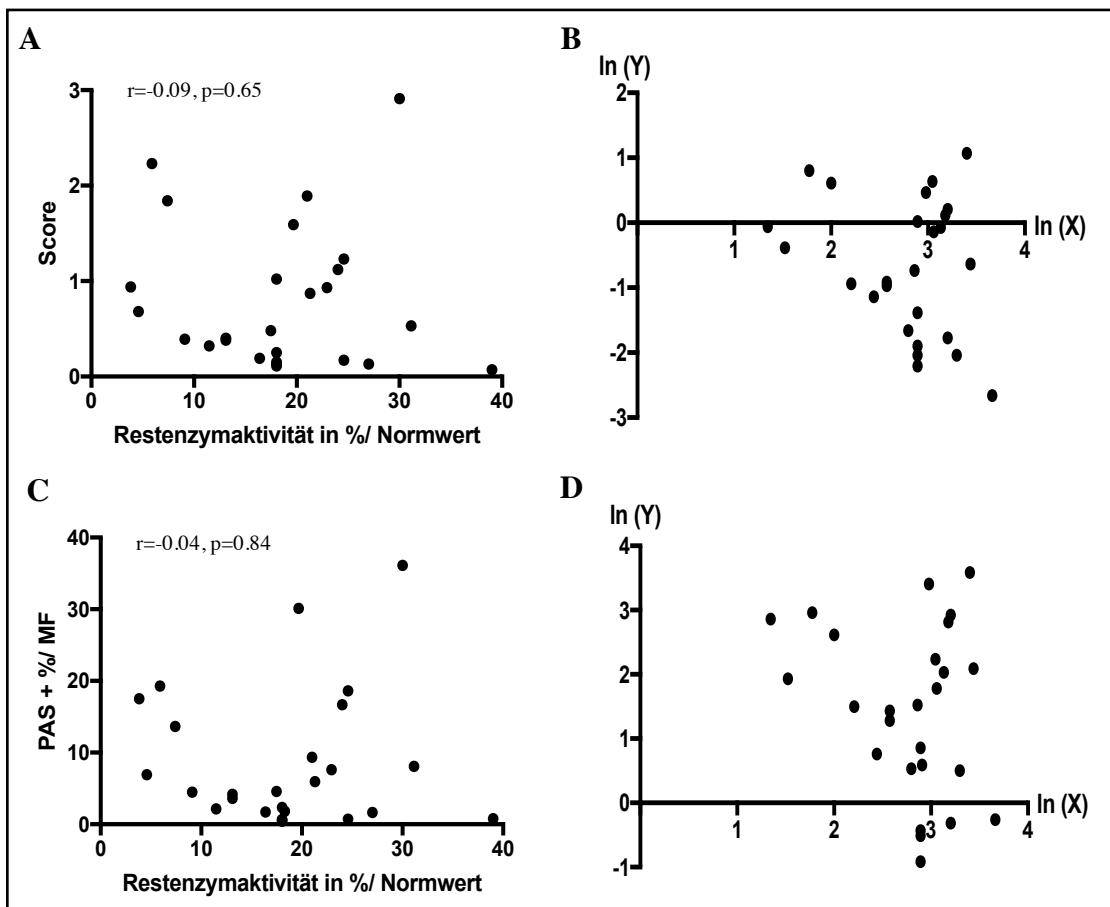 A
r=-0.09, p=0.65
Score
3
2
1
0
0 10 20 30 40
Restenzymaktivität in %/ Normwert
B
ln (Y)
2
1
0
-1
-2
-3
1 2 3 4
ln (X)
C
r=-0.04, p=0.84
PAS + %/ MF
40
30
20
10
0
0 10 20 30 40
Restenzymaktivität in %/ Normwert
D
ln (Y)
4
3
2
1
0
-1
1 2 3 4
ln (X)